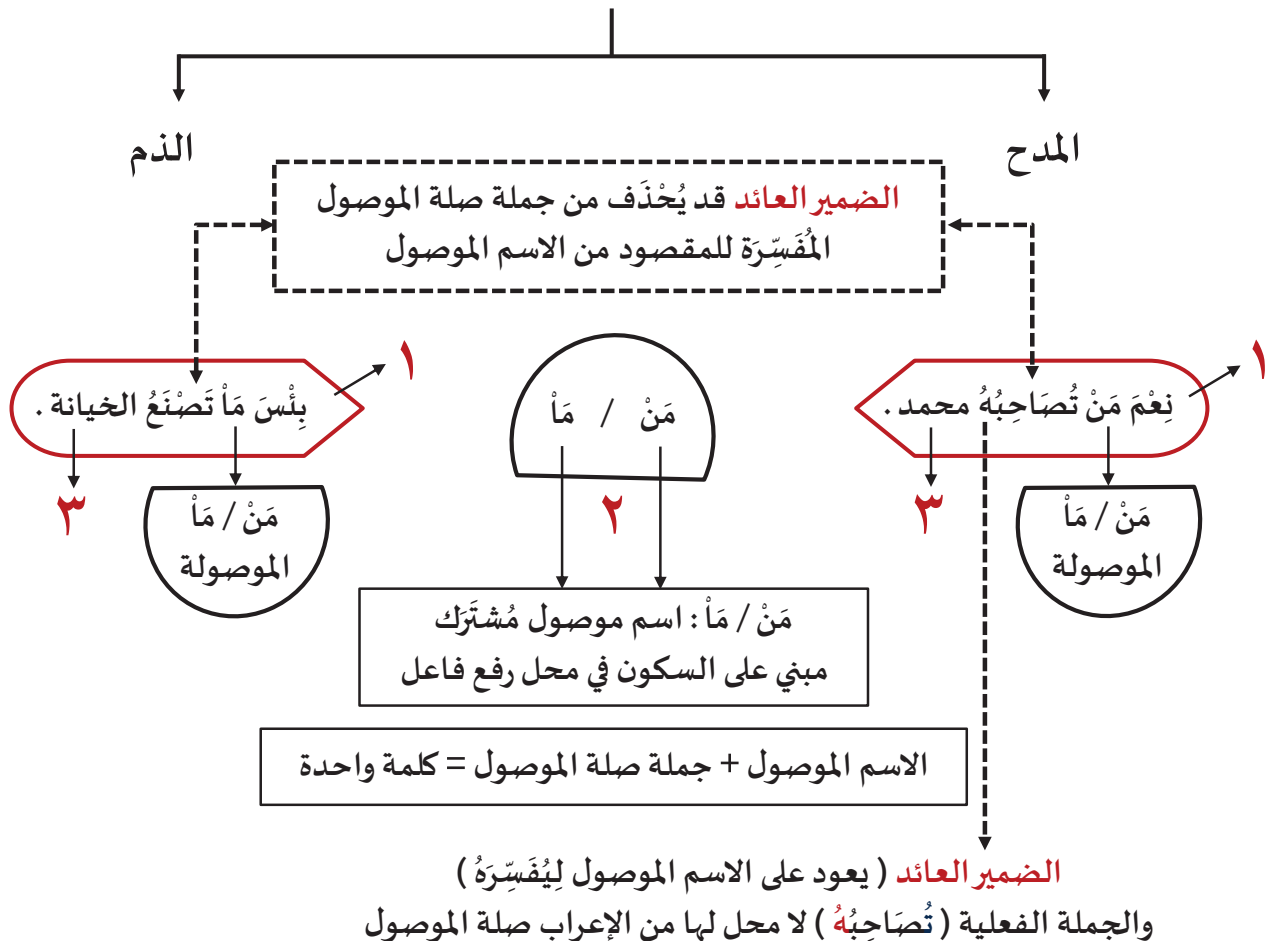 المدح
الذم
الضمير العائد قد يُحْذَف من جملة صلة الموصول
المُفَسِّرَة للمقصود من الاسم الموصول
١
نِعْمَ مَنْ تُصَاحِبُهُ محمد .
٣
مَنْ / مَاْ
الموصولة
مَنْ / مَاْ
٢
١
بِئْسَ مَاْ تَصْنَعُ الخيانة .
٣
مَنْ / مَاْ
الموصولة
مَنْ / مَاْ : اسم موصول مُشتَرَك
مبني على السكون في محل رفع فاعل
الاسم الموصول + جملة صلة الموصول = كلمة واحدة
الضمير العائد ( يعود على الاسم الموصول لِيُفَسِّرَهُ )
والجملة الفعلية ( تُصَاحِبُهُ ) لا محل لها من الإعراب صلة الموصول